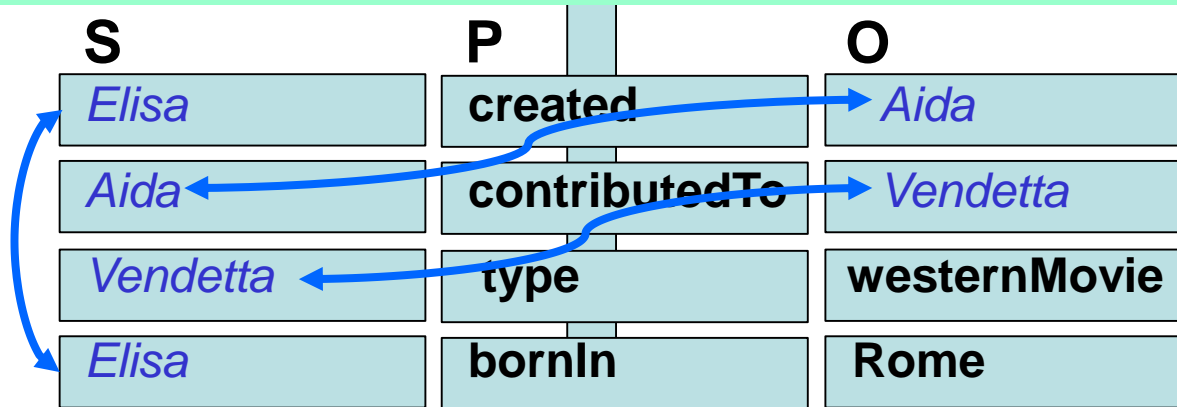 S P O
Elisa created Aida
Aida contributedTo Vendetta
Vendetta type westernMovie
Elisa bornIn Rome